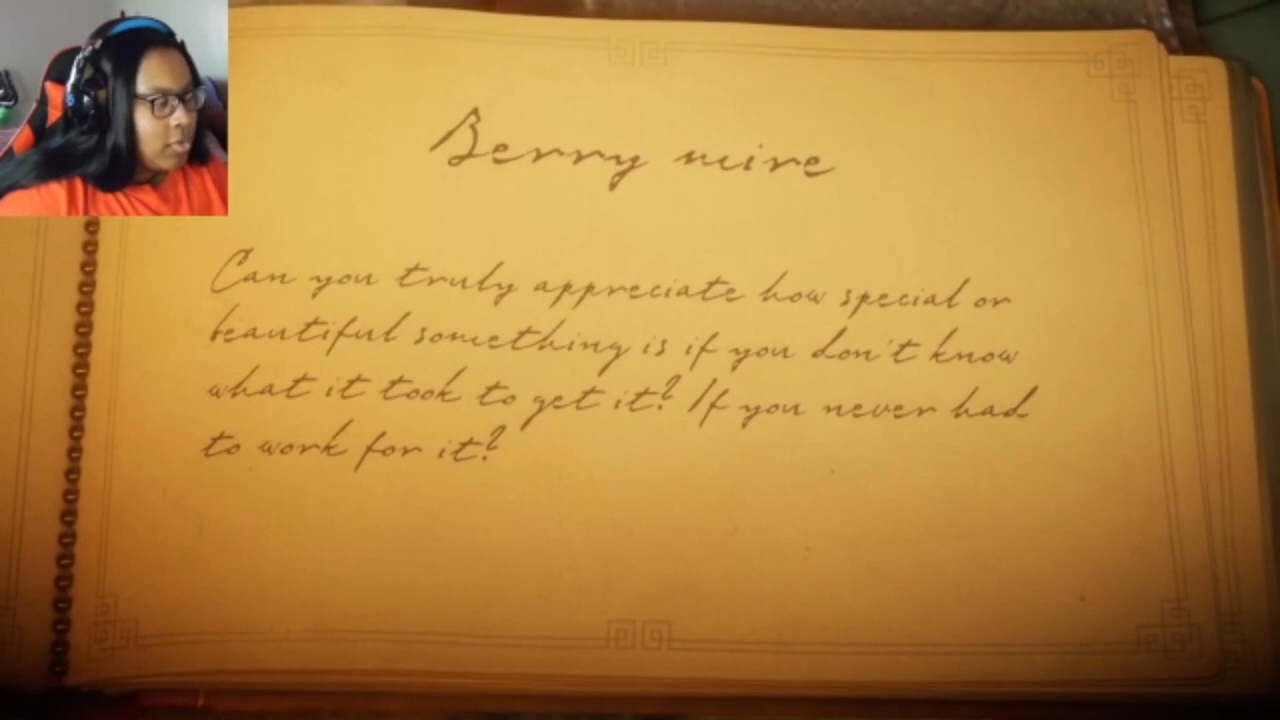 Berry mire
Can you truly appreciate how special or
beautiful something is if you don't know
what it took to get it? If you never had
to work for it?